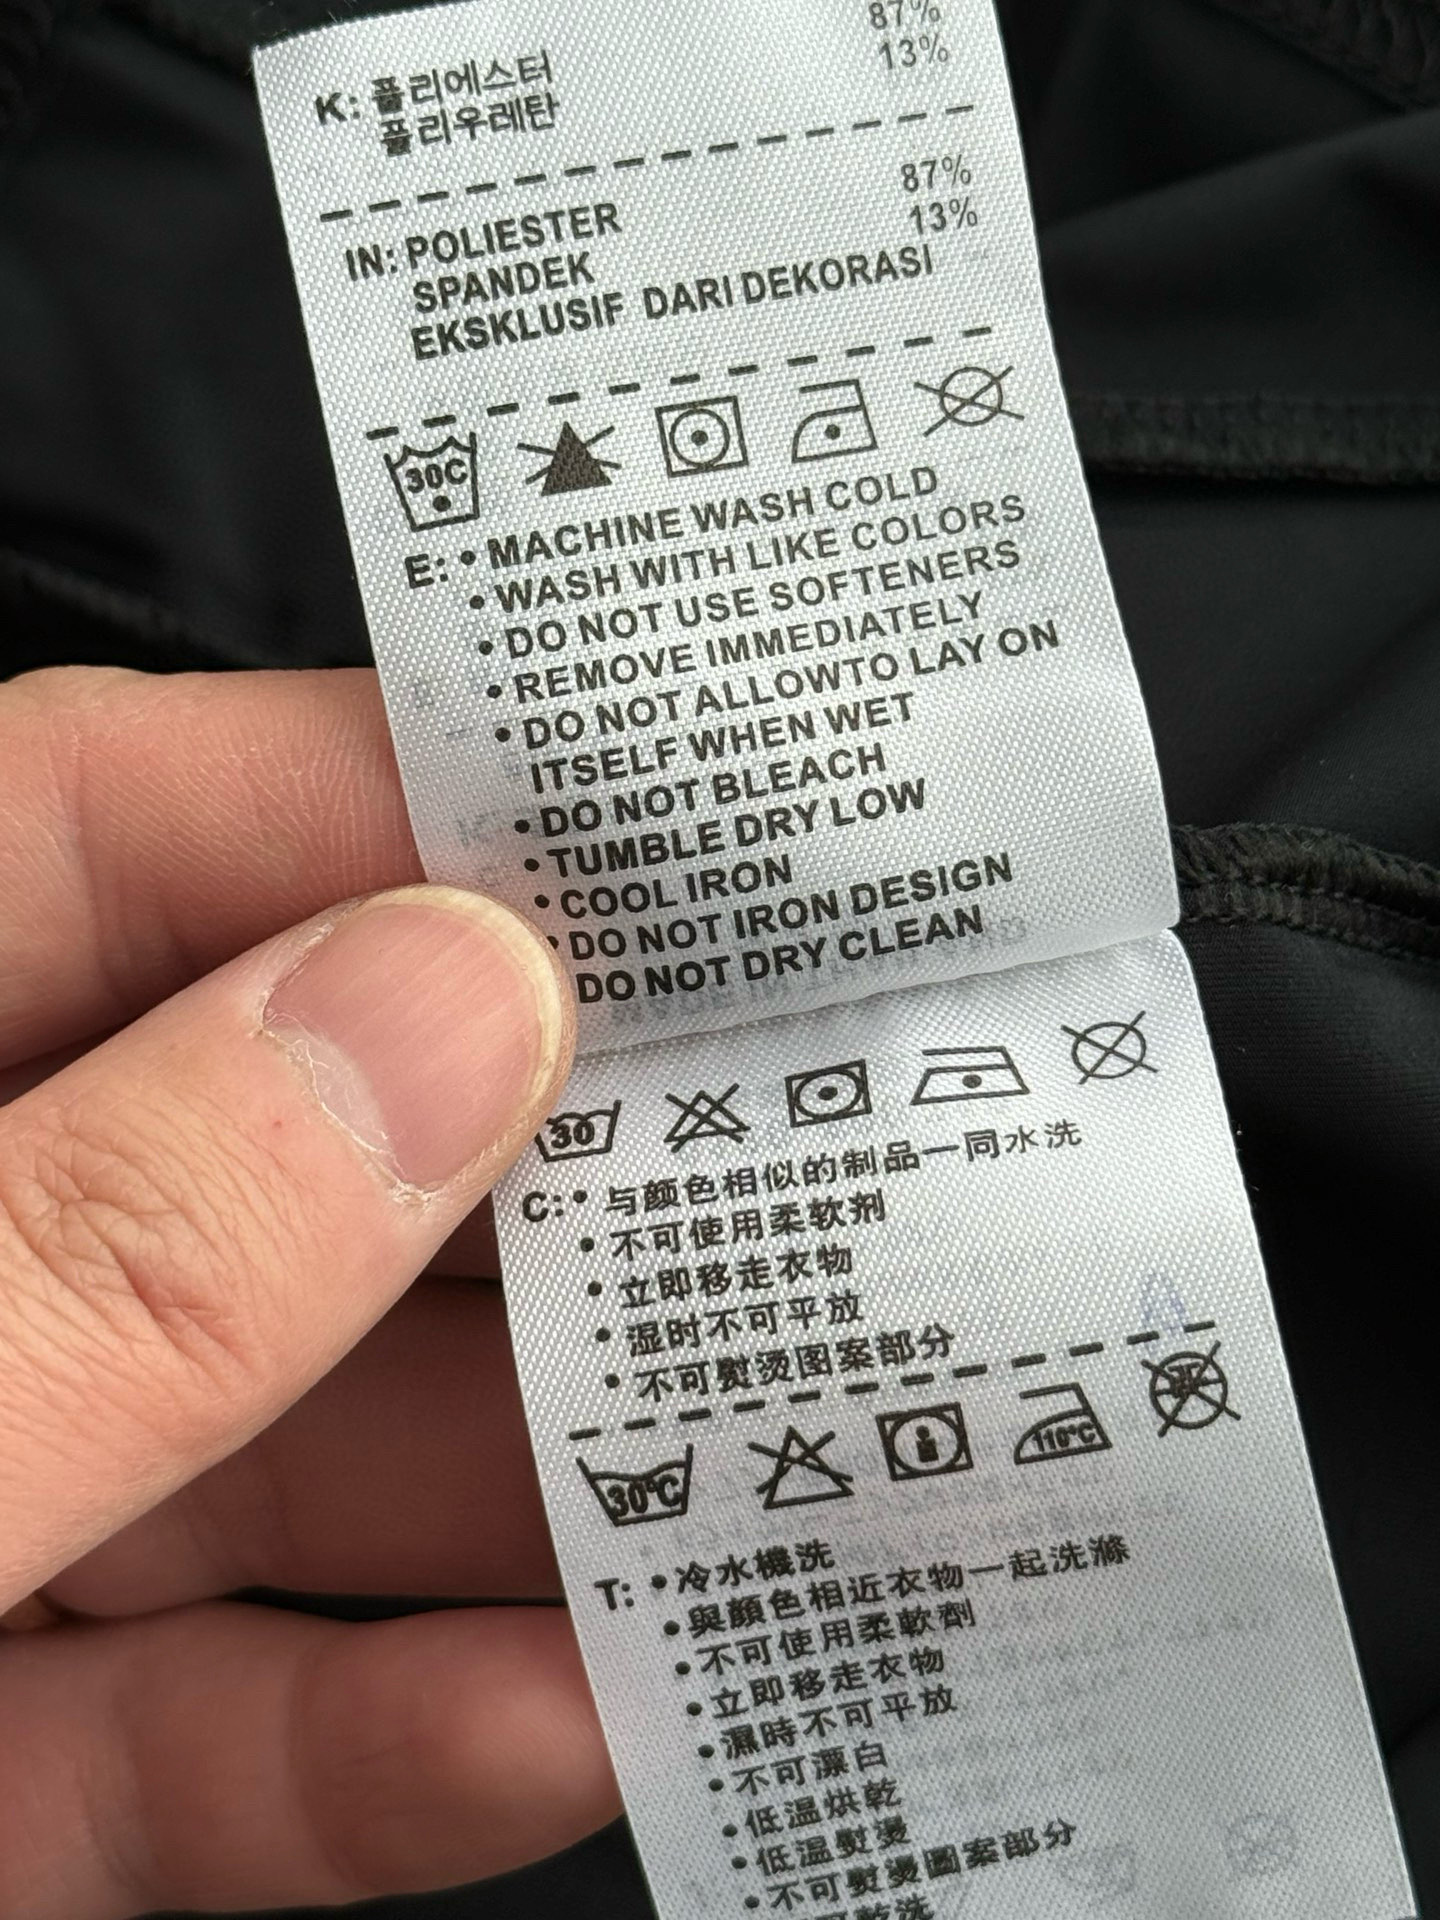 87%
K: 폴리에스터 13%
폴리우레탄
IN: POLIESTER 87%
SPANDEK 13%
EKSKLUSIF DARI DEKORASI
30C
E: • MACHINE WASH COLD
• WASH WITH LIKE COLORS
• DO NOT USE SOFTENERS
• REMOVE IMMEDIATELY
• DO NOT ALLOWTO LAY ON
ITSELF WHEN WET
• DO NOT BLEACH
• TUMBLE DRY LOW
• COOL IRON
• DO NOT IRON DESIGN
DO NOT DRY CLEAN
30
C: • 与颜色相似的制品一同水洗
• 不可使用柔软剂
• 立即移走衣物
• 湿时不可平放
• 不可熨烫图案部分
30℃ 110℃
T: • 冷水機洗
• 與顏色相近衣物一起洗滌
• 不可使用柔軟劑
• 立即移走衣物
• 濕時不可平放
• 不可漂白
• 低温烘乾
• 低温熨燙
• 不可熨燙圖案部分
可乾洗